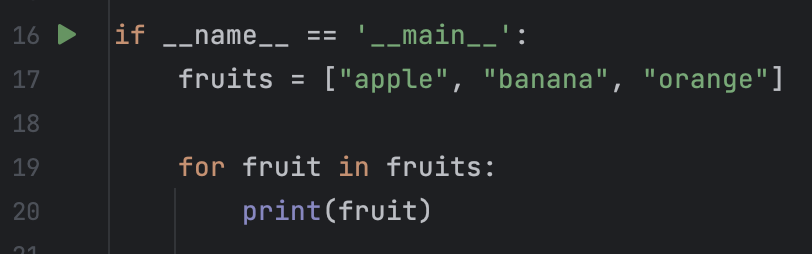 16 if __name__ == '__main__':
17     fruits = ["apple", "banana", "orange"]
18
19     for fruit in fruits:
20         print(fruit)